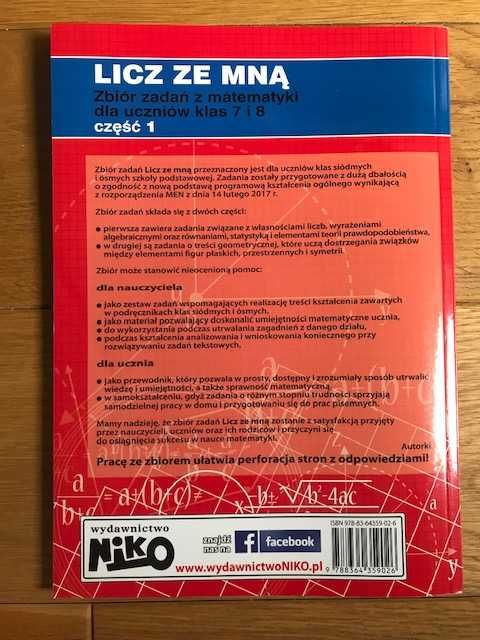 LICZ ZE MNĄ
Zbiór zadań z matematyki
dla uczniów klas 7 i 8
część 1
Zbiór zadań Licz ze mną przeznaczony jest dla uczniów klas siódmych
i ósmych szkoły podstawowej. Zadania zostały przygotowane z dużą dbałością
o zgodność z nową podstawą programową kształcenia ogólnego wynikającą
z rozporządzenia MEN z dnia 14 lutego 2017 r.
Zbiór zadań składa się z dwóch części:
● pierwsza zawiera zadania związane z własnościami liczb, wyrażeniami
algebraicznymi oraz równaniami, statystyką i elementami teorii prawdopodobieństwa,
● w drugiej są zadania o treści geometrycznej, które uczą dostrzegania związków
między elementami figur płaskich, przestrzennych i symetrii.
Zbiór może stanowić nieocenioną pomoc:
dla nauczyciela
● jako zestaw zadań wspomagających realizację treści kształcenia zawartych
w podręcznikach klas siódmych i ósmych,
● jako materiał pozwalający doskonalić umiejętności matematyczne ucznia,
● do wykorzystania podczas utrwalania zagadnień z danego działu,
● podczas kształcenia analizowania i wnioskowania koniecznego przy
rozwiązywaniu zadań tekstowych,
dla ucznia
● jako przewodnik, który pozwala w prosty, dostępny i zrozumiały sposób utrwalić
wiedzę i umiejętności, a także sprawność matematyczną,
● w samokształceniu, gdyż zadania o różnym stopniu trudności sprzyjają
samodzielnej pracy w domu i przygotowaniu się do prac pisemnych.
Mamy nadzieję, że zbiór zadań Licz ze mną zostanie z satysfakcją przyjęty
przez nauczycieli, uczniów oraz ich rodziców i przyczyni się
do osiągnięcia sukcesu w nauce matematyki.
Autorki
Pracę ze zbiorem ułatwia perforacja stron z odpowiedziami!
wydawnictwo
NIKO
znajdź
nas na
f facebook
www.wydawnictwoNIKO.pl
ISBN 978-83-64359-02-6
9 788364 359026